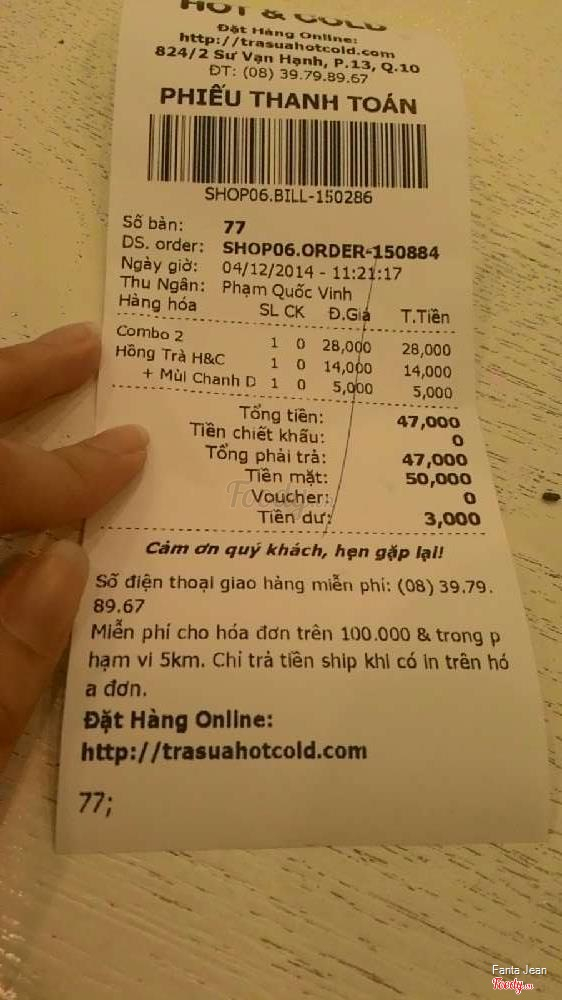 HOT & COLD
Đặt Hàng Online:
http://trasuahotcold.com
824/2 Sư Vạn Hạnh, P.13, Q.10
ĐT: (08) 39.79.89.67
PHIẾU THANH TOÁN
SHOP06.BILL-150286
Số bàn: 77
DS. order: SHOP06.ORDER-150884
Ngày giờ: 04/12/2014 - 11:21:17
Thu Ngân: Phạm Quốc Vinh
Hàng hóa SL CK Đ.Giá T.Tiền
Combo 2 1 0 28,000 28,000
Hồng Trà H&C 1 0 14,000 14,000
+ Mùi Chanh D 1 0 5,000 5,000
Tổng tiền: 47,000
Tiền chiết khấu: 0
Tổng phải trả: 47,000
Tiền mặt: 50,000
Voucher: 0
Tiền dư: 3,000
Cảm ơn quý khách, hẹn gặp lại!
Số điện thoại giao hàng miễn phí: (08) 39.79.
89.67
Miễn phí cho hóa đơn trên 100.000 & trong p
hạm vi 5km. Chỉ trả tiền ship khi có in trên hó
a đơn.
Đặt Hàng Online:
http://trasuahotcold.com
77;
Foody.vn
Fanta Jean
Foody.vn